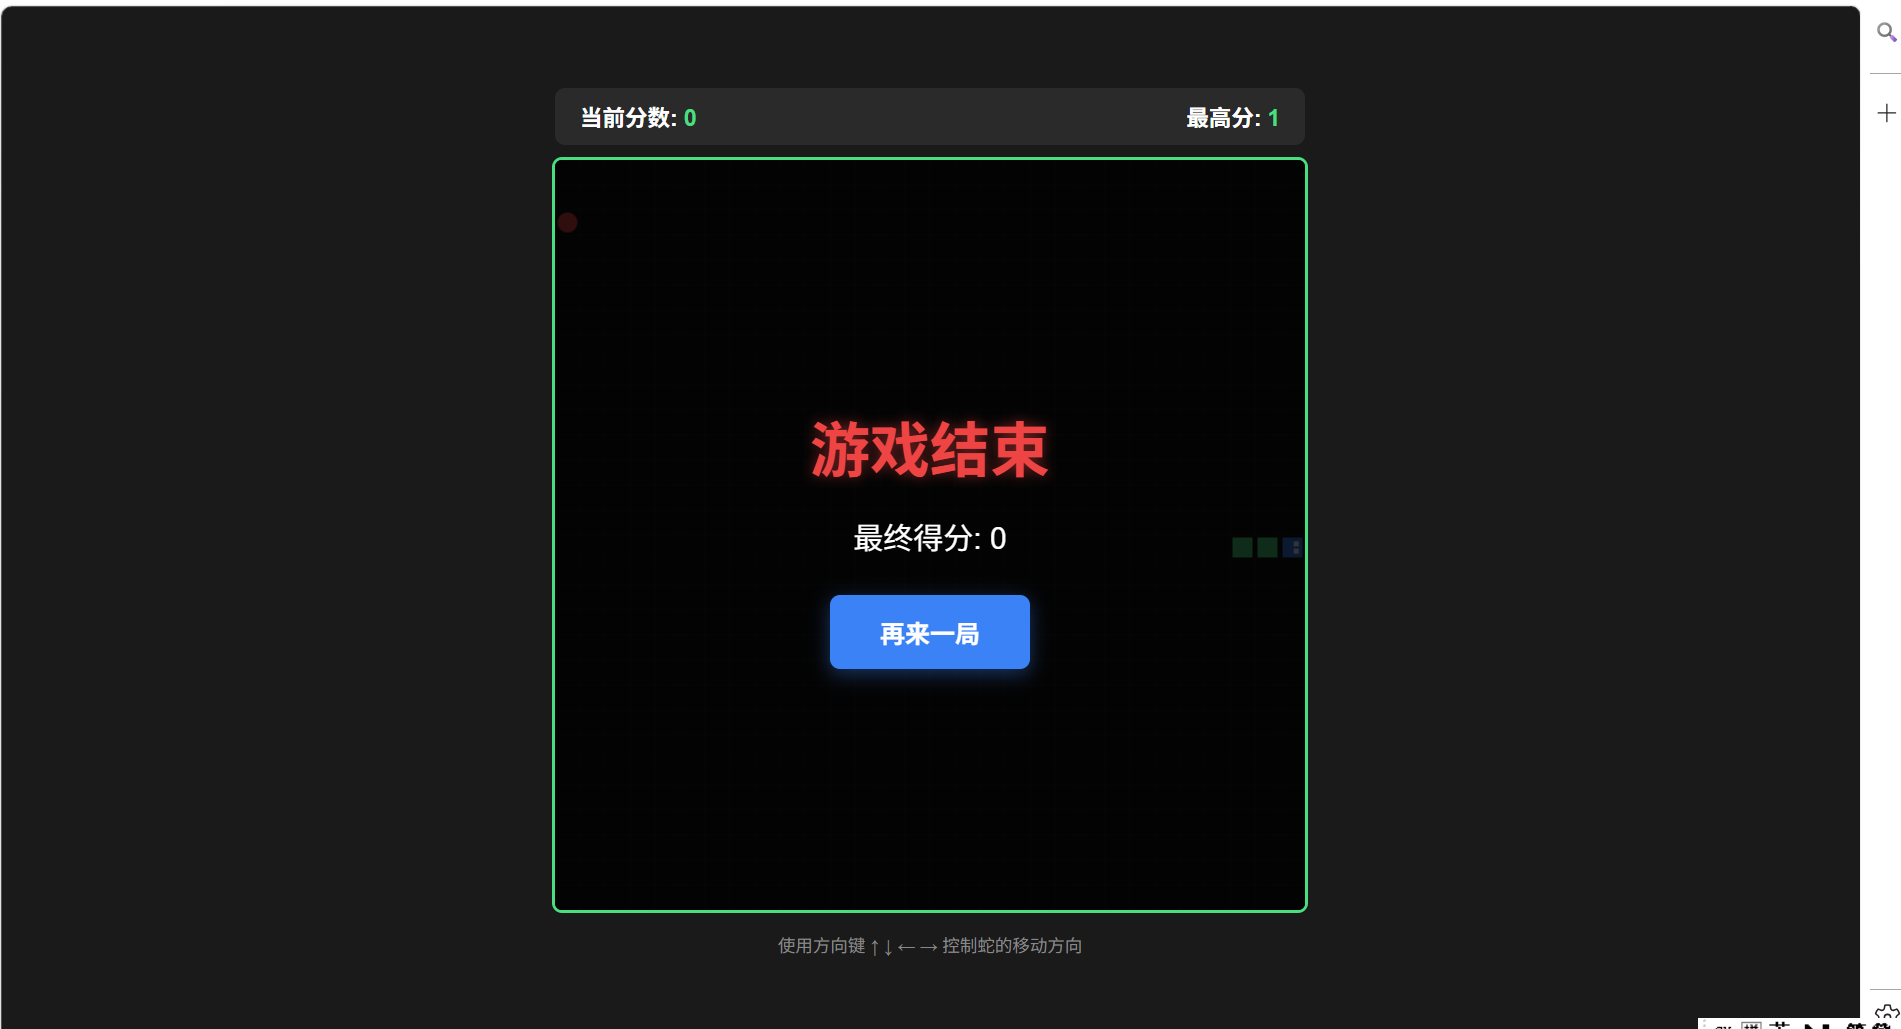 当前分数: 0
最高分: 1
游戏结束
最终得分: 0
再来一局
使用方向键 ↑↓←→ 控制蛇的移动方向